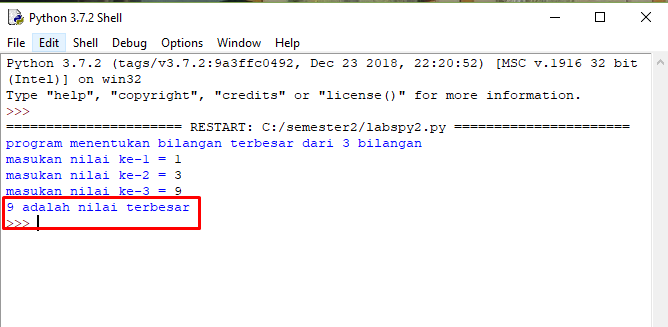 Python 3.7.2 Shell
File Edit Shell Debug Options Window Help
Python 3.7.2 (tags/v3.7.2:9a3ffc0492, Dec 23 2018, 22:20:52) [MSC v.1916 32 bit
(Intel)] on win32
Type "help", "copyright", "credits" or "license()" for more information.
>>>
====================== RESTART: C:/semester2/labspy2.py ======================
program menentukan bilangan terbesar dari 3 bilangan
masukan nilai ke-1 = 1
masukan nilai ke-2 = 3
masukan nilai ke-3 = 9
9 adalah nilai terbesar
>>>